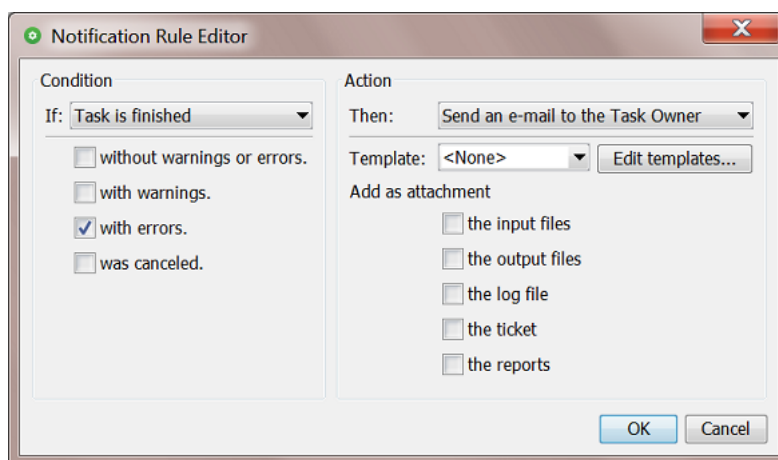 Notification Rule Editor
Condition
If: Task is finished
without warnings or errors.
with warnings.
with errors.
was canceled.
Action
Then: Send an e-mail to the Task Owner
Template: <None> Edit templates...
Add as attachment
the input files
the output files
the log file
the ticket
the reports
OK Cancel